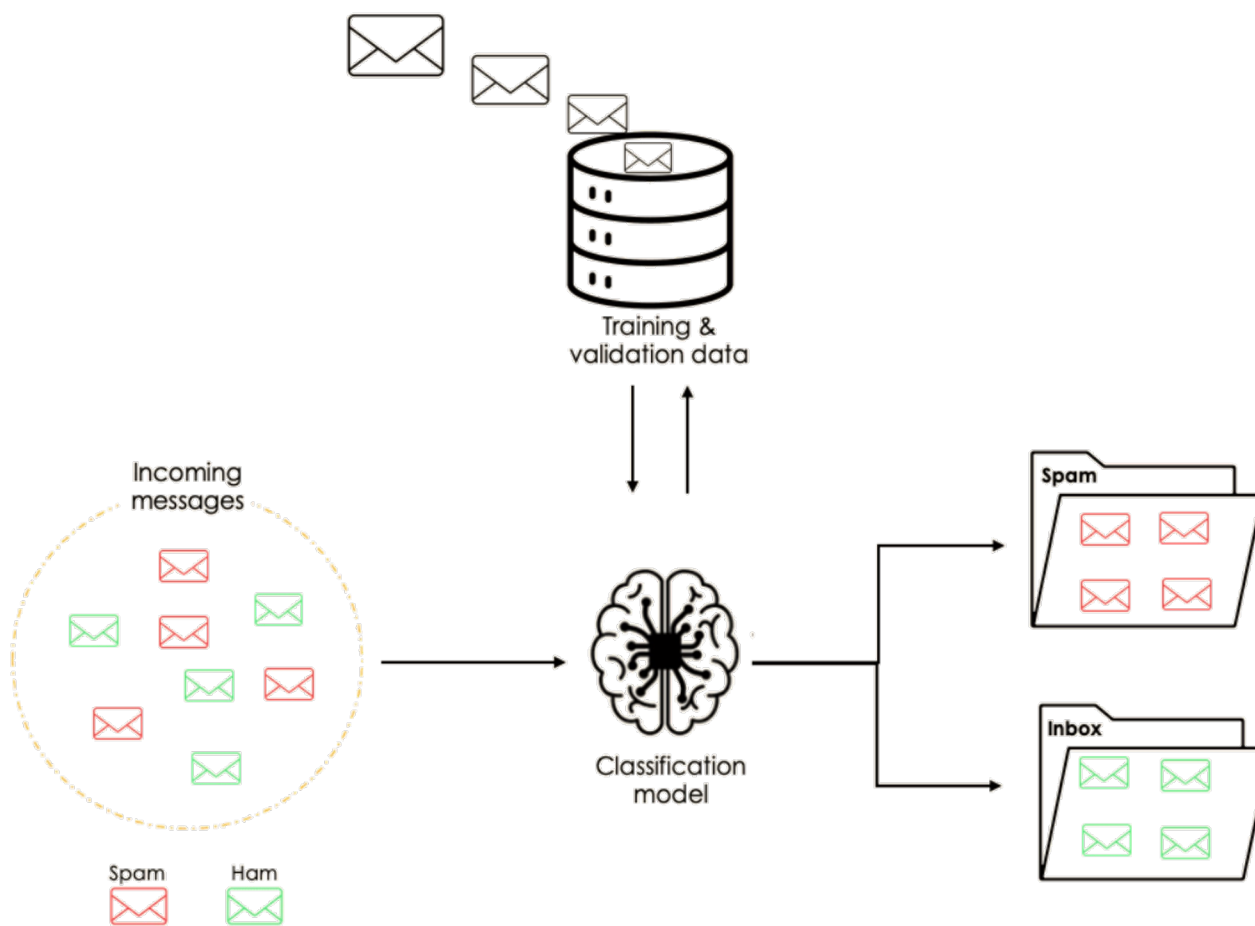 Training &
validation data
Incoming
messages
Spam
Classification
model
Inbox
Spam
Ham